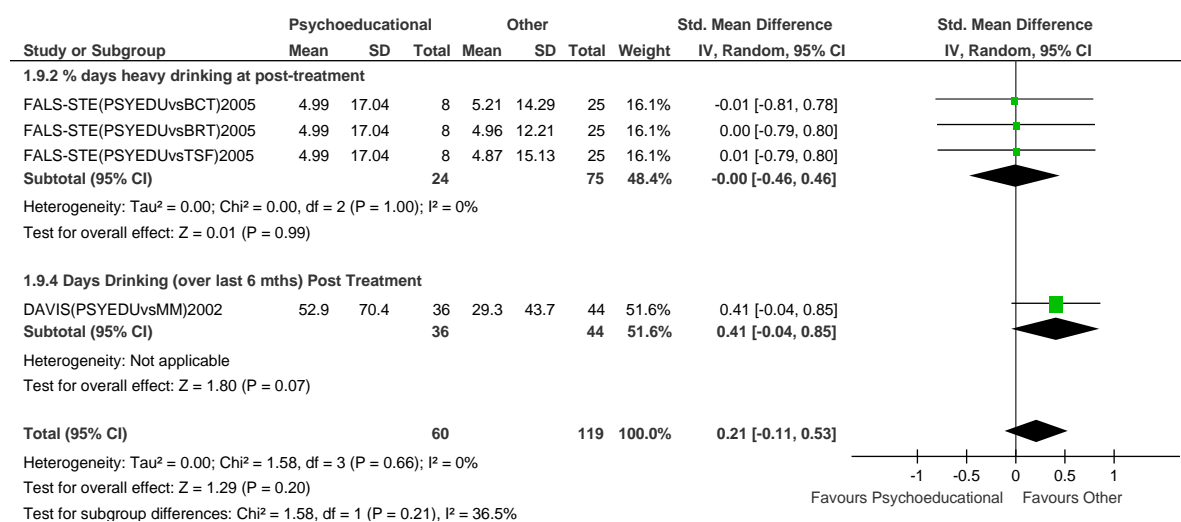 Psychoeducational Other Std. Mean Difference Std. Mean Difference
Study or Subgroup Mean SD Total Mean SD Total Weight IV, Random, 95% CI IV, Random, 95% CI
1.9.2 % days heavy drinking at post-treatment
FALS-STE(PSYEDUvsBCT)2005 4.99 17.04 8 5.21 14.29 25 16.1% -0.01 [-0.81, 0.78]
FALS-STE(PSYEDUvsBRT)2005 4.99 17.04 8 4.96 12.21 25 16.1% 0.00 [-0.79, 0.80]
FALS-STE(PSYEDUvsTSF)2005 4.99 17.04 8 4.87 15.13 25 16.1% 0.01 [-0.79, 0.80]
Subtotal (95% CI) 24 75 48.4% -0.00 [-0.46, 0.46]
Heterogeneity: Tau² = 0.00; Chi² = 0.00, df = 2 (P = 1.00); I² = 0%
Test for overall effect: Z = 0.01 (P = 0.99)
1.9.4 Days Drinking (over last 6 mths) Post Treatment
DAVIS(PSYEDUvsMM)2002 52.9 70.4 36 29.3 43.7 44 51.6% 0.41 [-0.04, 0.85]
Subtotal (95% CI) 36 44 51.6% 0.41 [-0.04, 0.85]
Heterogeneity: Not applicable
Test for overall effect: Z = 1.80 (P = 0.07)
Total (95% CI) 60 119 100.0% 0.21 [-0.11, 0.53]
Heterogeneity: Tau² = 0.00; Chi² = 1.58, df = 3 (P = 0.66); I² = 0%
Test for overall effect: Z = 1.29 (P = 0.20)
Test for subgroup differences: Chi² = 1.58, df = 1 (P = 0.21), I² = 36.5%
-1 -0.5 0 0.5 1
Favours Psychoeducational Favours Other